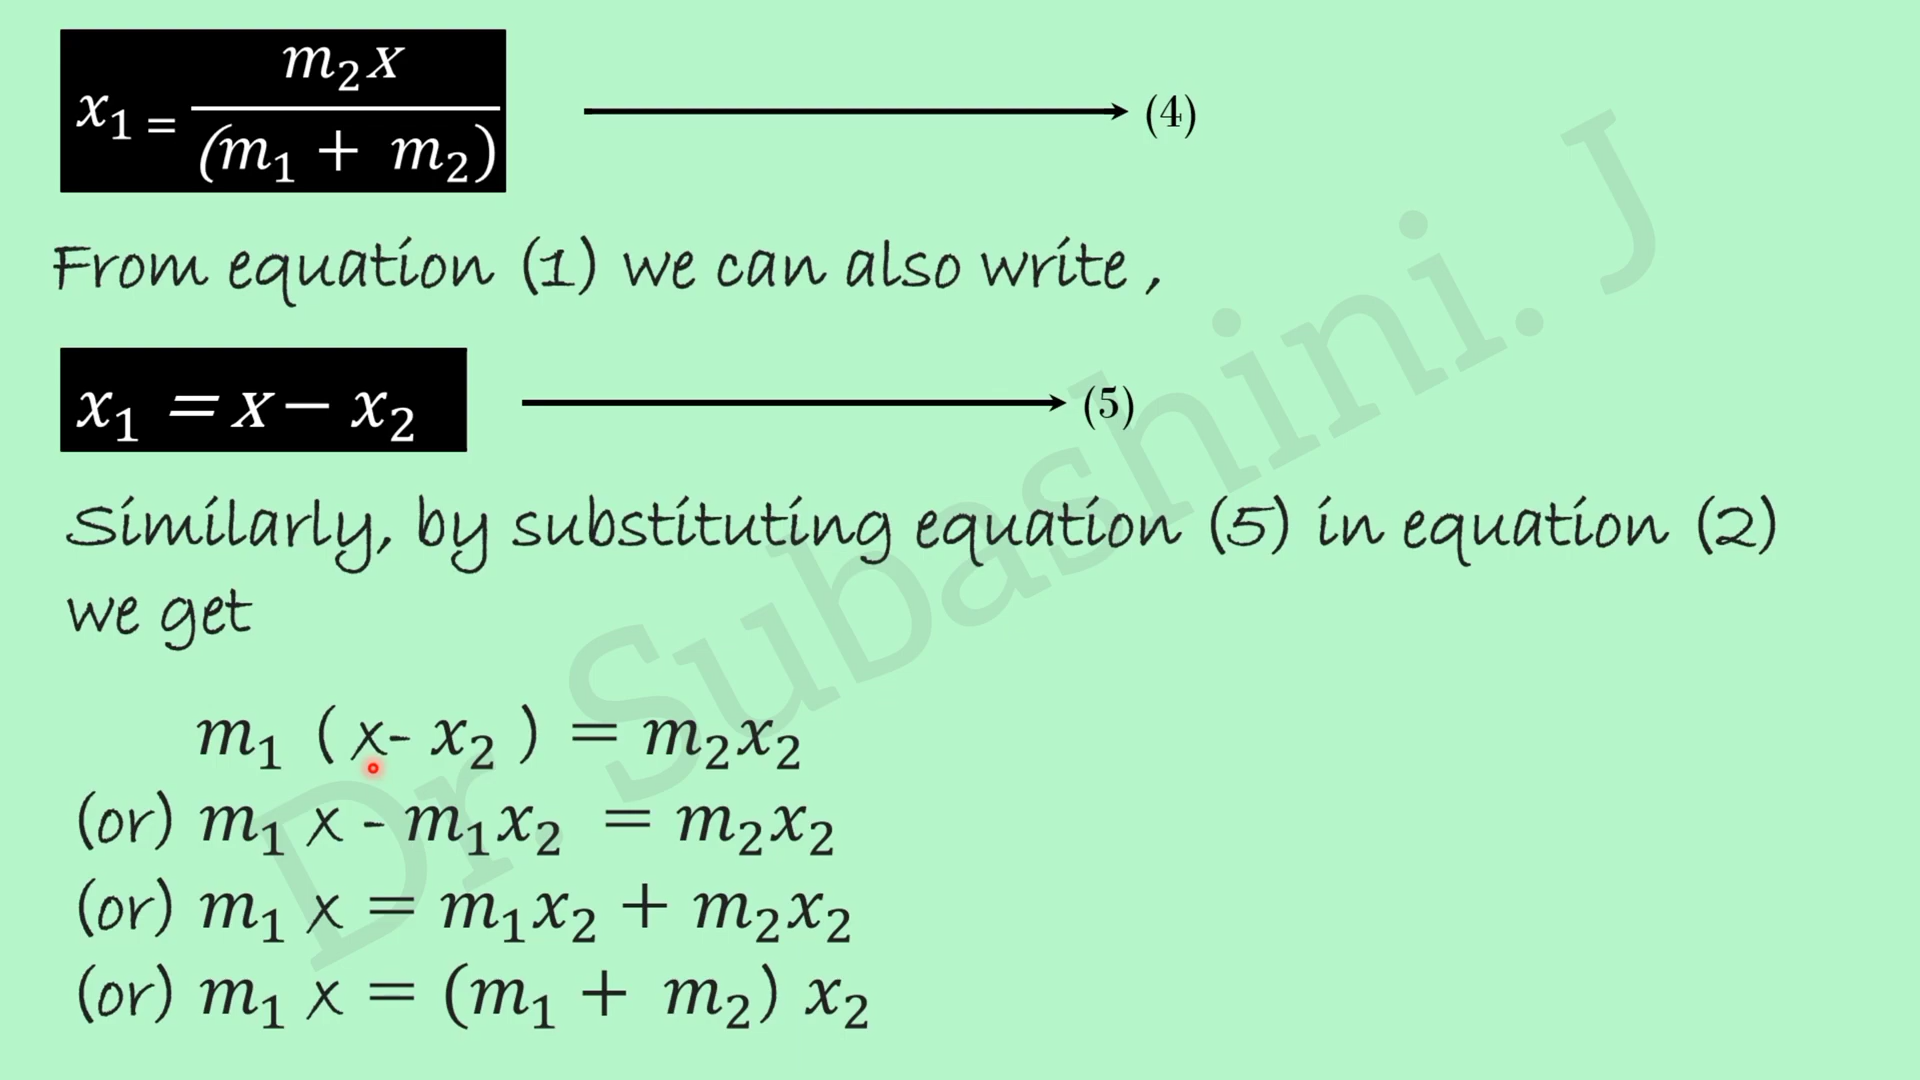 x₁ = m₂x / (m₁ + m₂) (4)
From equation (1) we can also write ,
x₁ = x − x₂ (5)
Similarly, by substituting equation (5) in equation (2)
we get
m₁ ( x- x₂ ) = m₂x₂
(or) m₁ x - m₁x₂ = m₂x₂
(or) m₁ x = m₁x₂ + m₂x₂
(or) m₁ x = (m₁ + m₂) x₂
Dr. Subashini. J